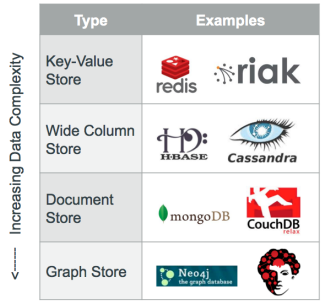 Type Examples
Key-Value
Store
redis riak
Wide Column
Store
HBASE Cassandra
Document
Store
mongoDB CouchDB
relax
Graph Store
Neo4j
the graph database
<------ Increasing Data Complexity